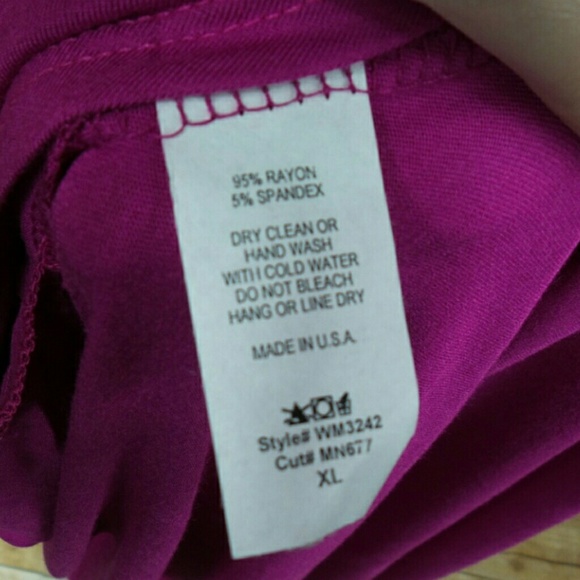 95% RAYON
5% SPANDEX
DRY CLEAN OR
HAND WASH
WITH COLD WATER
DO NOT BLEACH
HANG OR LINE DRY
MADE IN U.S.A.
Style# WM3242
Cut# MN677
XL